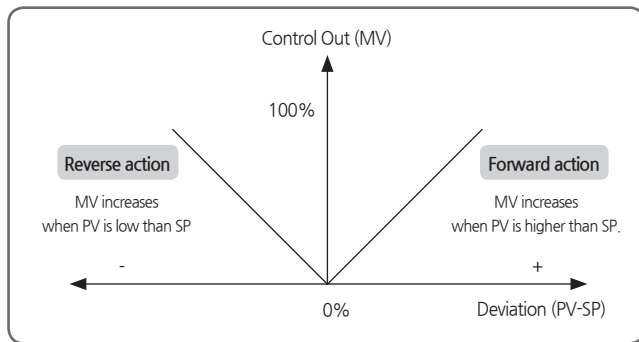 Control Out (MV)
100%
Reverse action
MV increases
when PV is low than SP
Forward action
MV increases
when PV is higher than SP.
-
+
0%
Deviation (PV-SP)